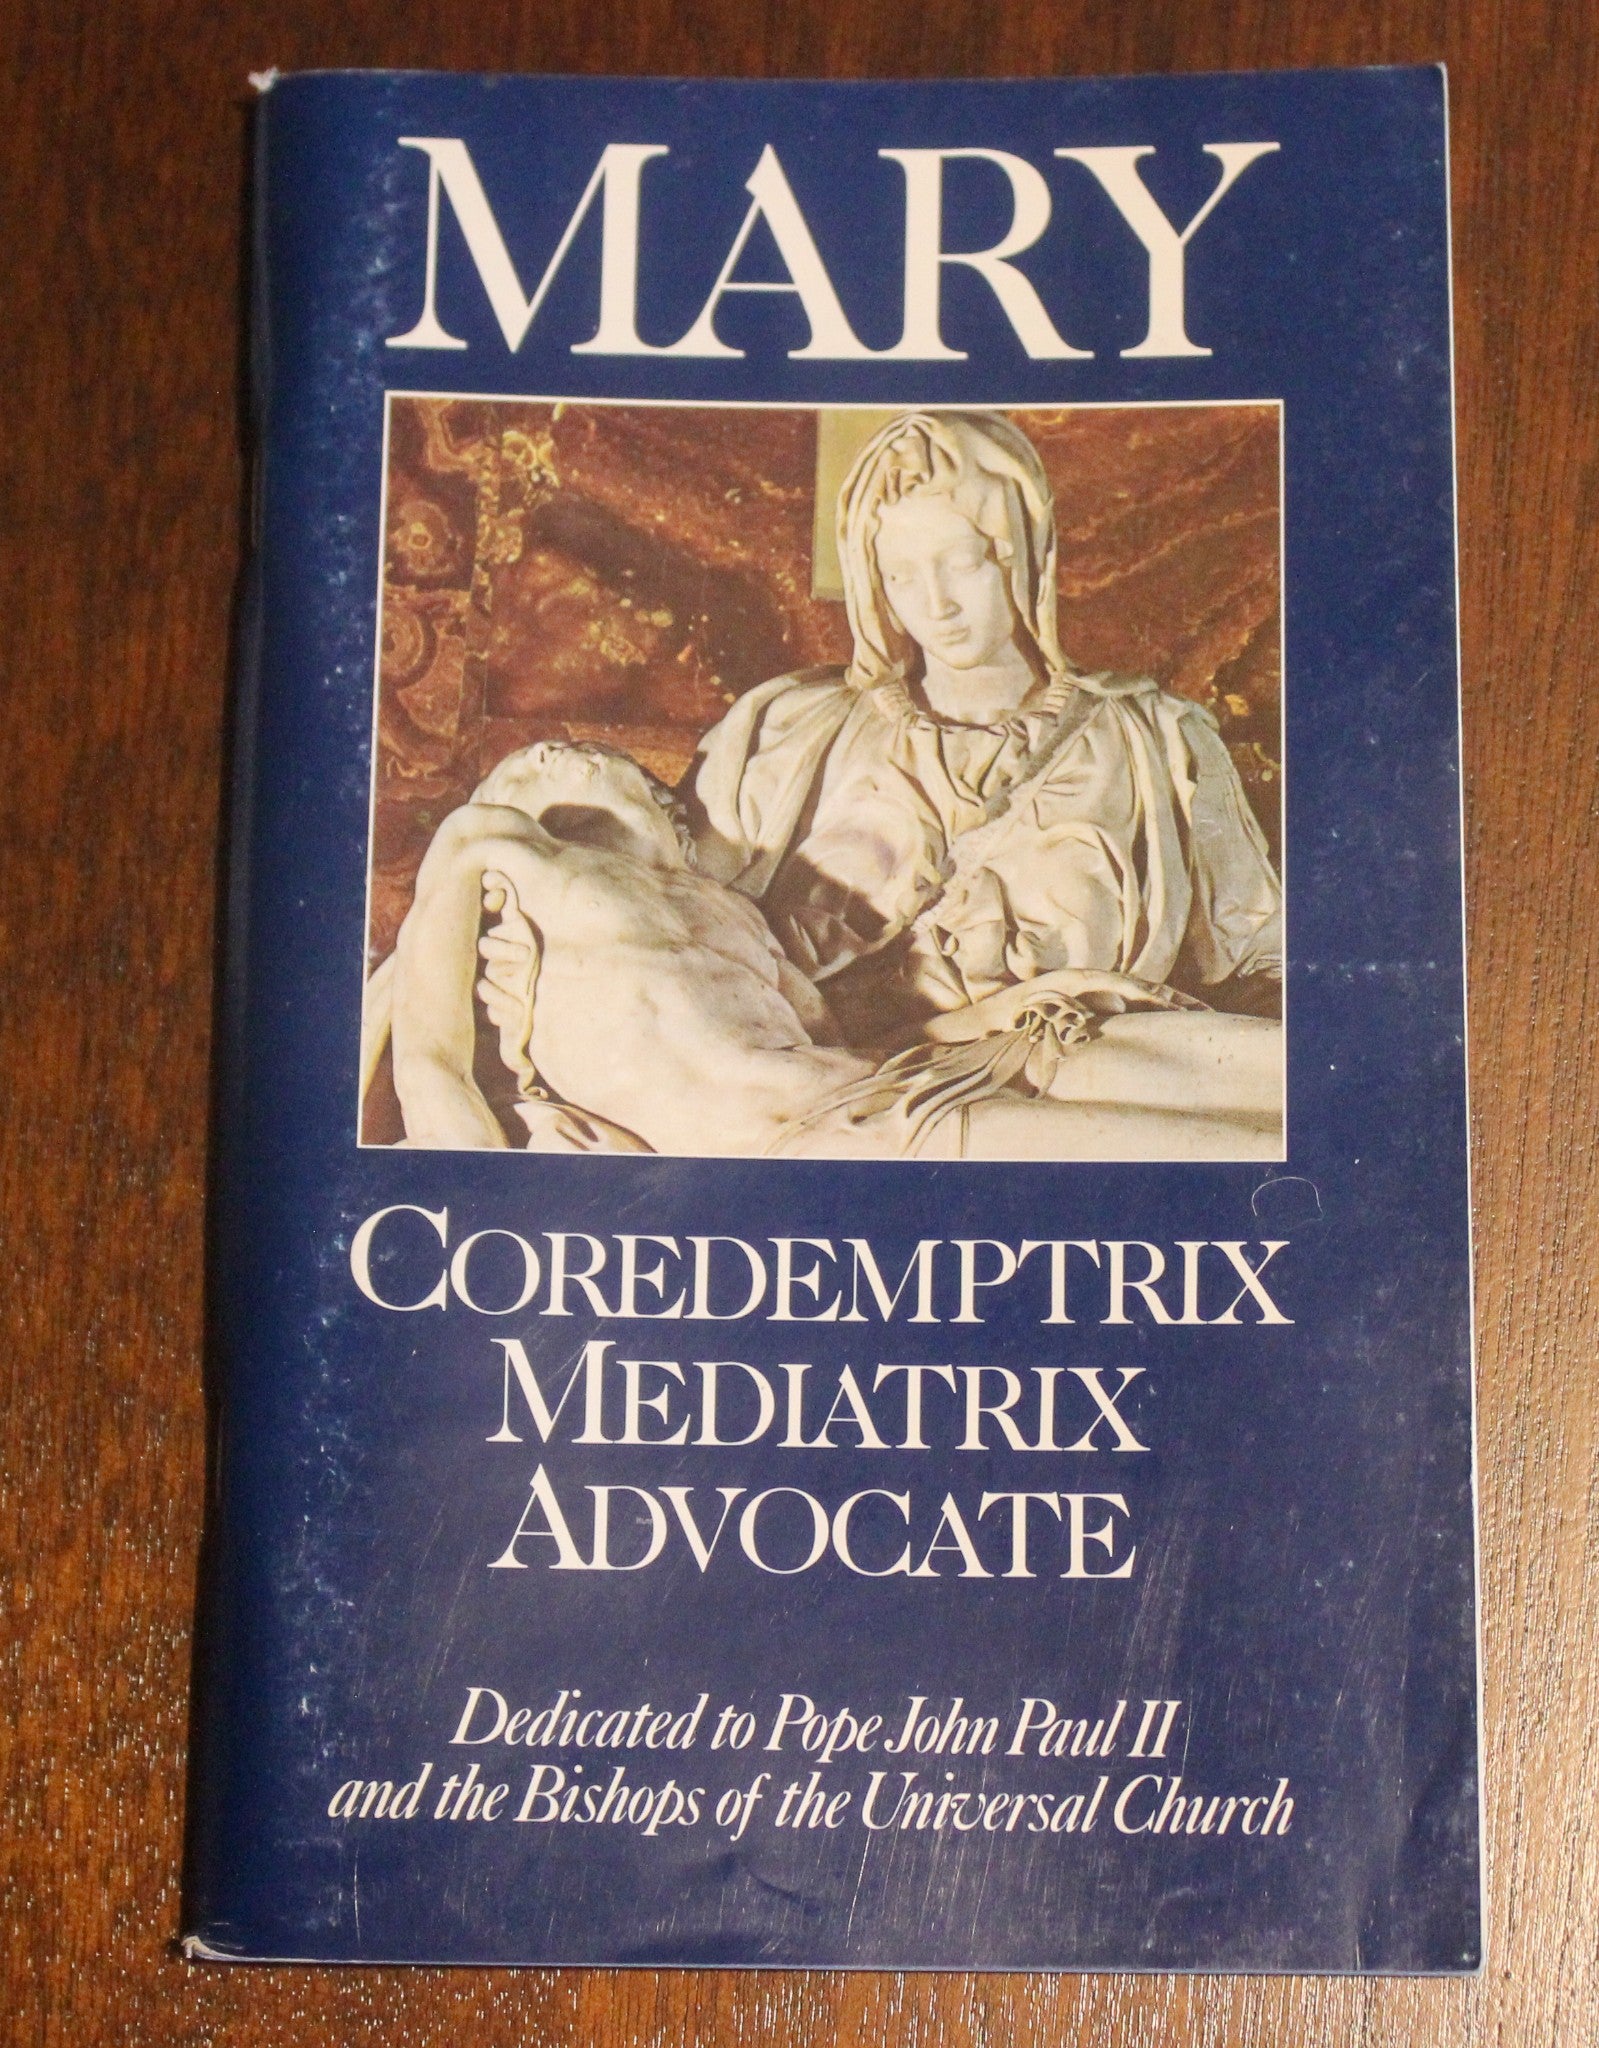 MARY
COREDEMPTRIX
MEDIATRIX
ADVOCATE
Dedicated to Pope John Paul II
and the Bishops of the Universal Church